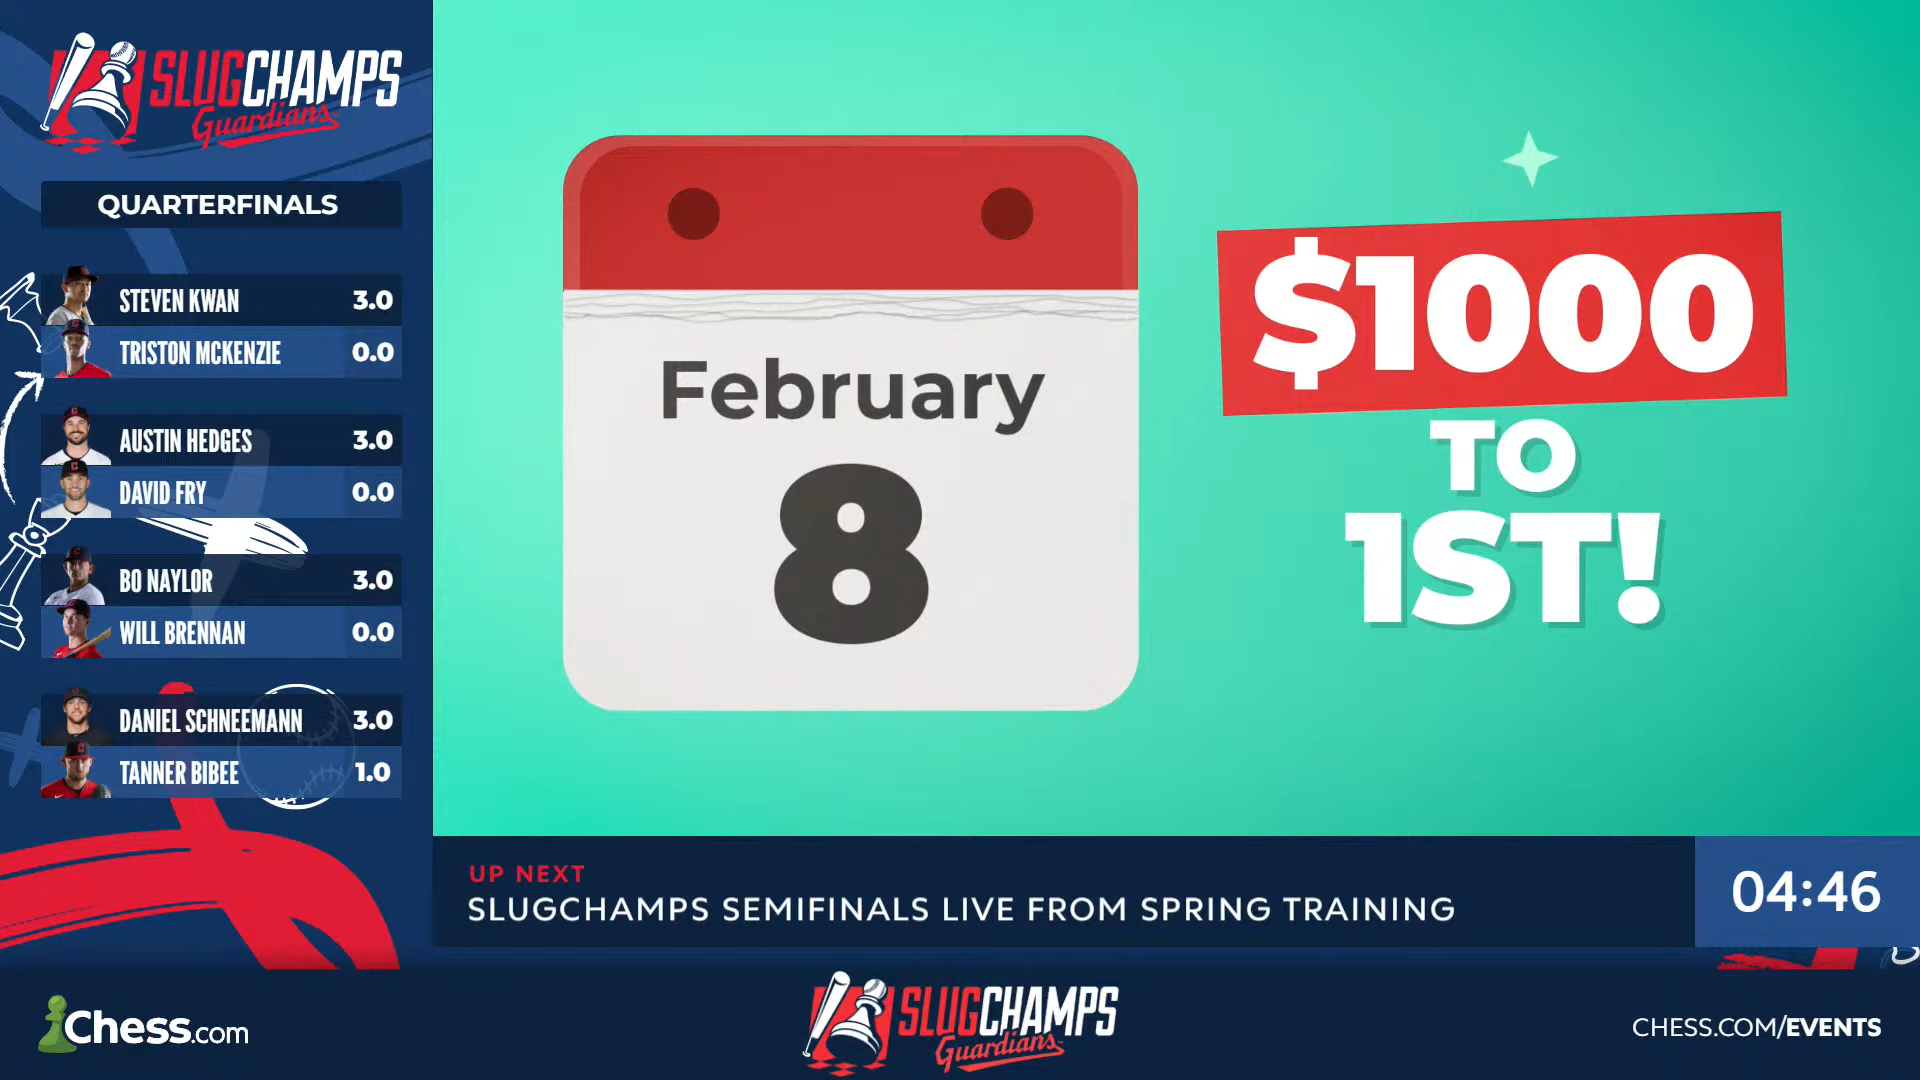 SLUGCHAMPS
Guardians
QUARTERFINALS
STEVEN KWAN 3.0
TRISTON MCKENZIE 0.0
AUSTIN HEDGES 3.0
DAVID FRY 0.0
BO NAYLOR 3.0
WILL BRENNAN 0.0
DANIEL SCHNEEMANN 3.0
TANNER BIBEE 1.0
February
8
$1000
TO
1ST!
UP NEXT
SLUGCHAMPS SEMIFINALS LIVE FROM SPRING TRAINING
04:46
Chess.com
SLUGCHAMPS
Guardians
CHESS.COM/EVENTS